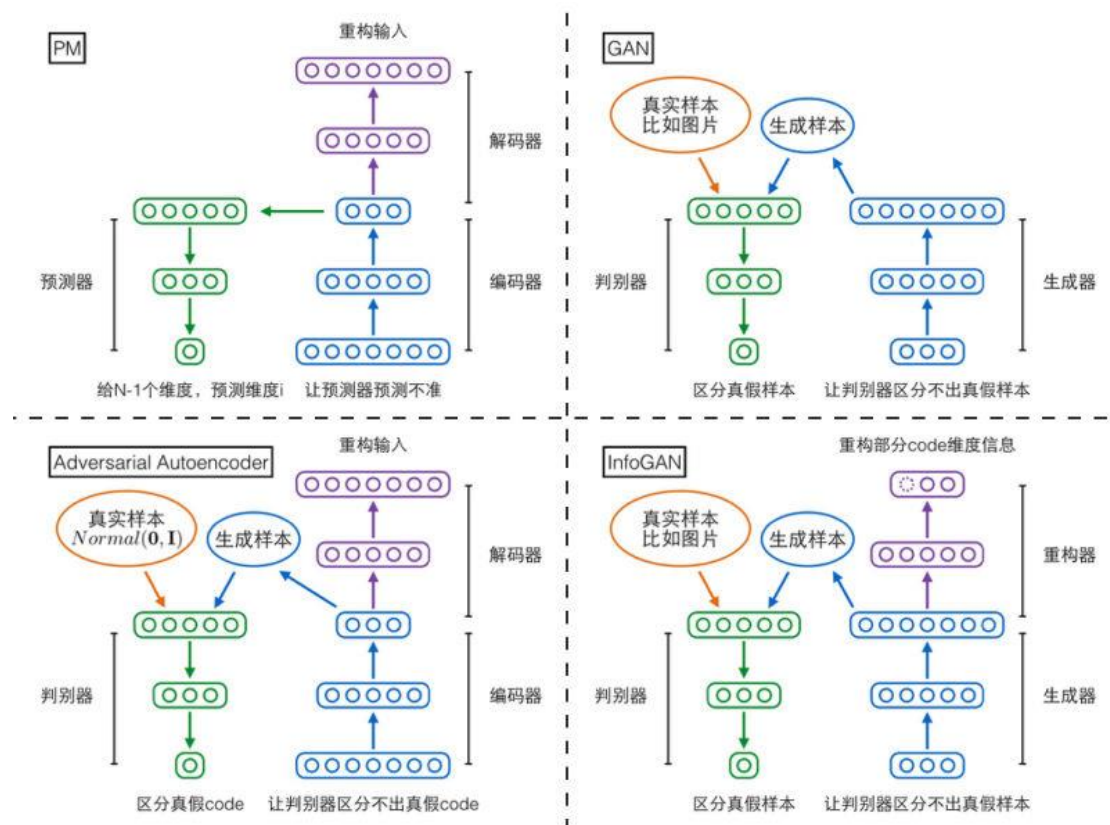 PM
重构输入
解码器
预测器
编码器
给N-1个维度，预测维度i
让预测器预测不准
GAN
真实样本
比如图片
生成样本
判别器
生成器
区分真假样本
让判别器区分不出真假样本
Adversarial Autoencoder
重构输入
真实样本
Normal(0, I)
生成样本
解码器
判别器
编码器
区分真假code
让判别器区分不出真假code
InfoGAN
重构部分code维度信息
真实样本
比如图片
生成样本
重构器
判别器
生成器
区分真假样本
让判别器区分不出真假样本